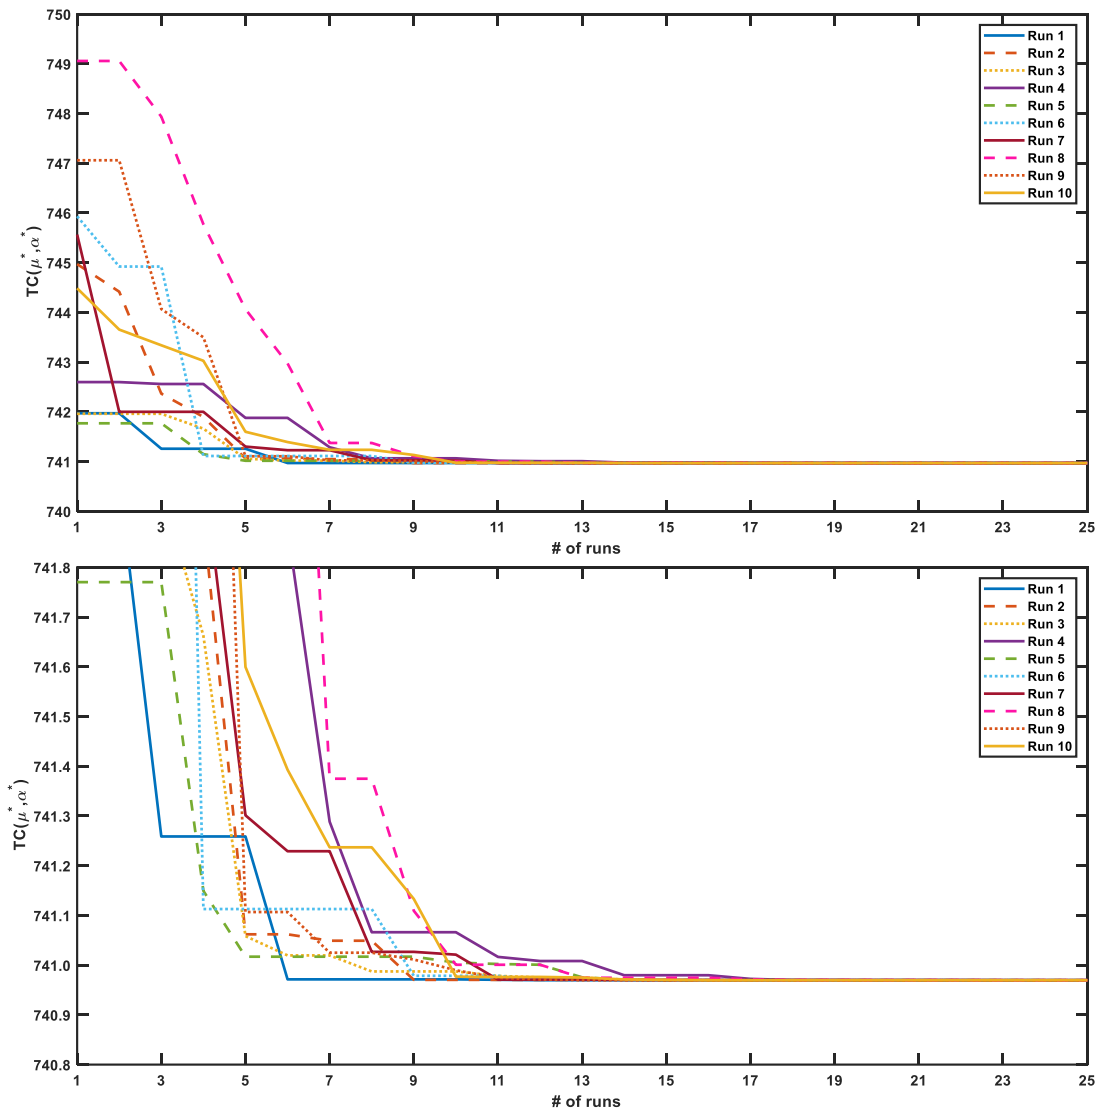 750
749
748
747
746
745
744
743
742
741
740
TC(μ*,α*)
1 3 5 7 9 11 13 15 17 19 21 23 25
# of runs
Run 1
Run 2
Run 3
Run 4
Run 5
Run 6
Run 7
Run 8
Run 9
Run 10
741.8
741.7
741.6
741.5
741.4
741.3
741.2
741.1
741.0
740.9
740.8
TC(μ*,α*)
1 3 5 7 9 11 13 15 17 19 21 23 25
# of runs
Run 1
Run 2
Run 3
Run 4
Run 5
Run 6
Run 7
Run 8
Run 9
Run 10